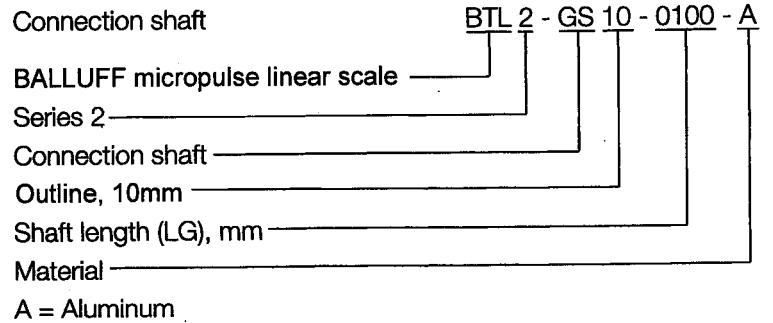 Connection shaft BTL 2 - GS 10 - 0100 - A
BALLUFF micropulse linear scale
Series 2
Connection shaft
Outline, 10mm
Shaft length (LG), mm
Material
A = Aluminum